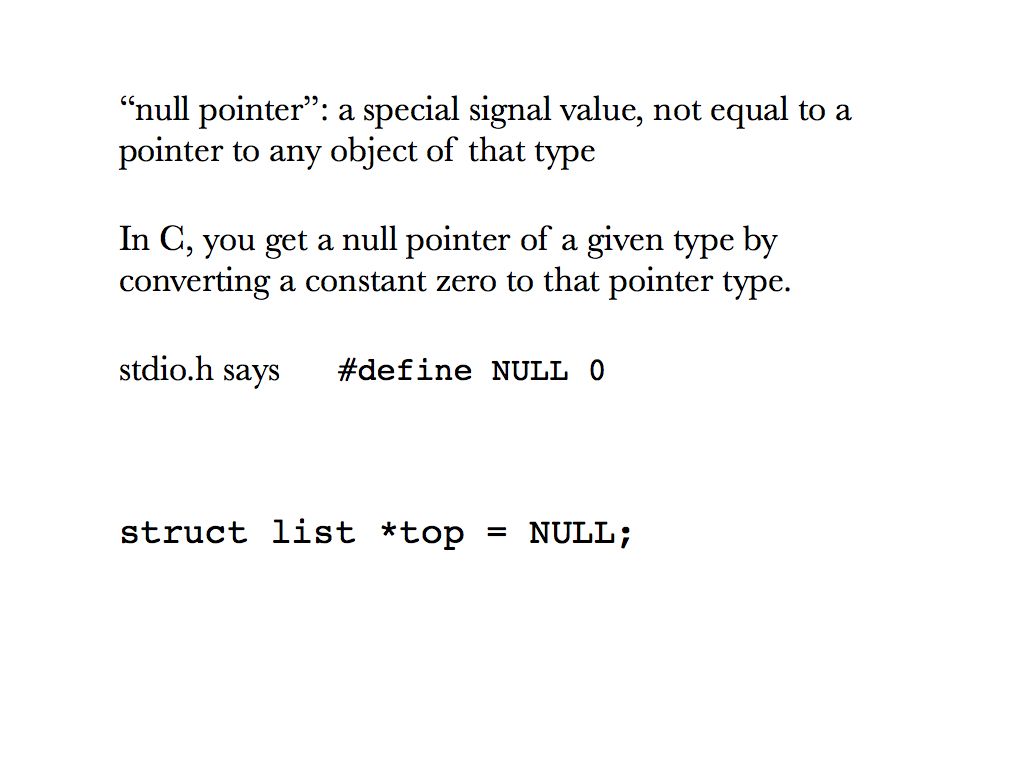 “null pointer”: a special signal value, not equal to a
pointer to any object of that type
In C, you get a null pointer of a given type by
converting a constant zero to that pointer type.
stdio.h says #define NULL 0
struct list *top = NULL;